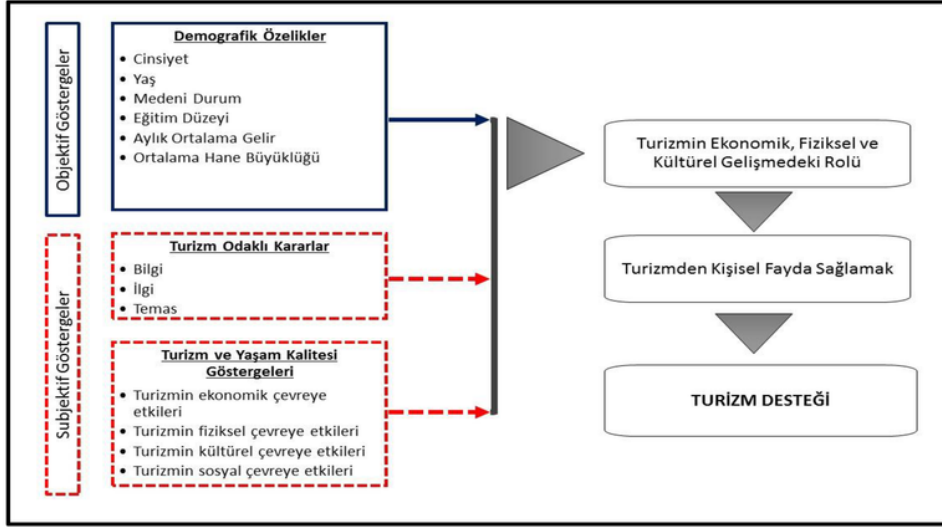 Objektif Göstergeler
Demografik Özelikler
• Cinsiyet
• Yaş
• Medeni Durum
• Eğitim Düzeyi
• Aylık Ortalama Gelir
• Ortalama Hane Büyüklüğü
Subjektif Göstergeler
Turizm Odaklı Kararlar
• Bilgi
• İlgi
• Temas
Turizm ve Yaşam Kalitesi
Göstergeleri
• Turizmin ekonomik çevreye
etkileri
• Turizmin fiziksel çevreye etkileri
• Turizmin kültürel çevreye etkileri
• Turizmin sosyal çevreye etkileri
Turizmin Ekonomik, Fiziksel ve
Kültürel Gelişmedeki Rolü
Turizmden Kişisel Fayda Sağlamak
TURİZM DESTEĞİ